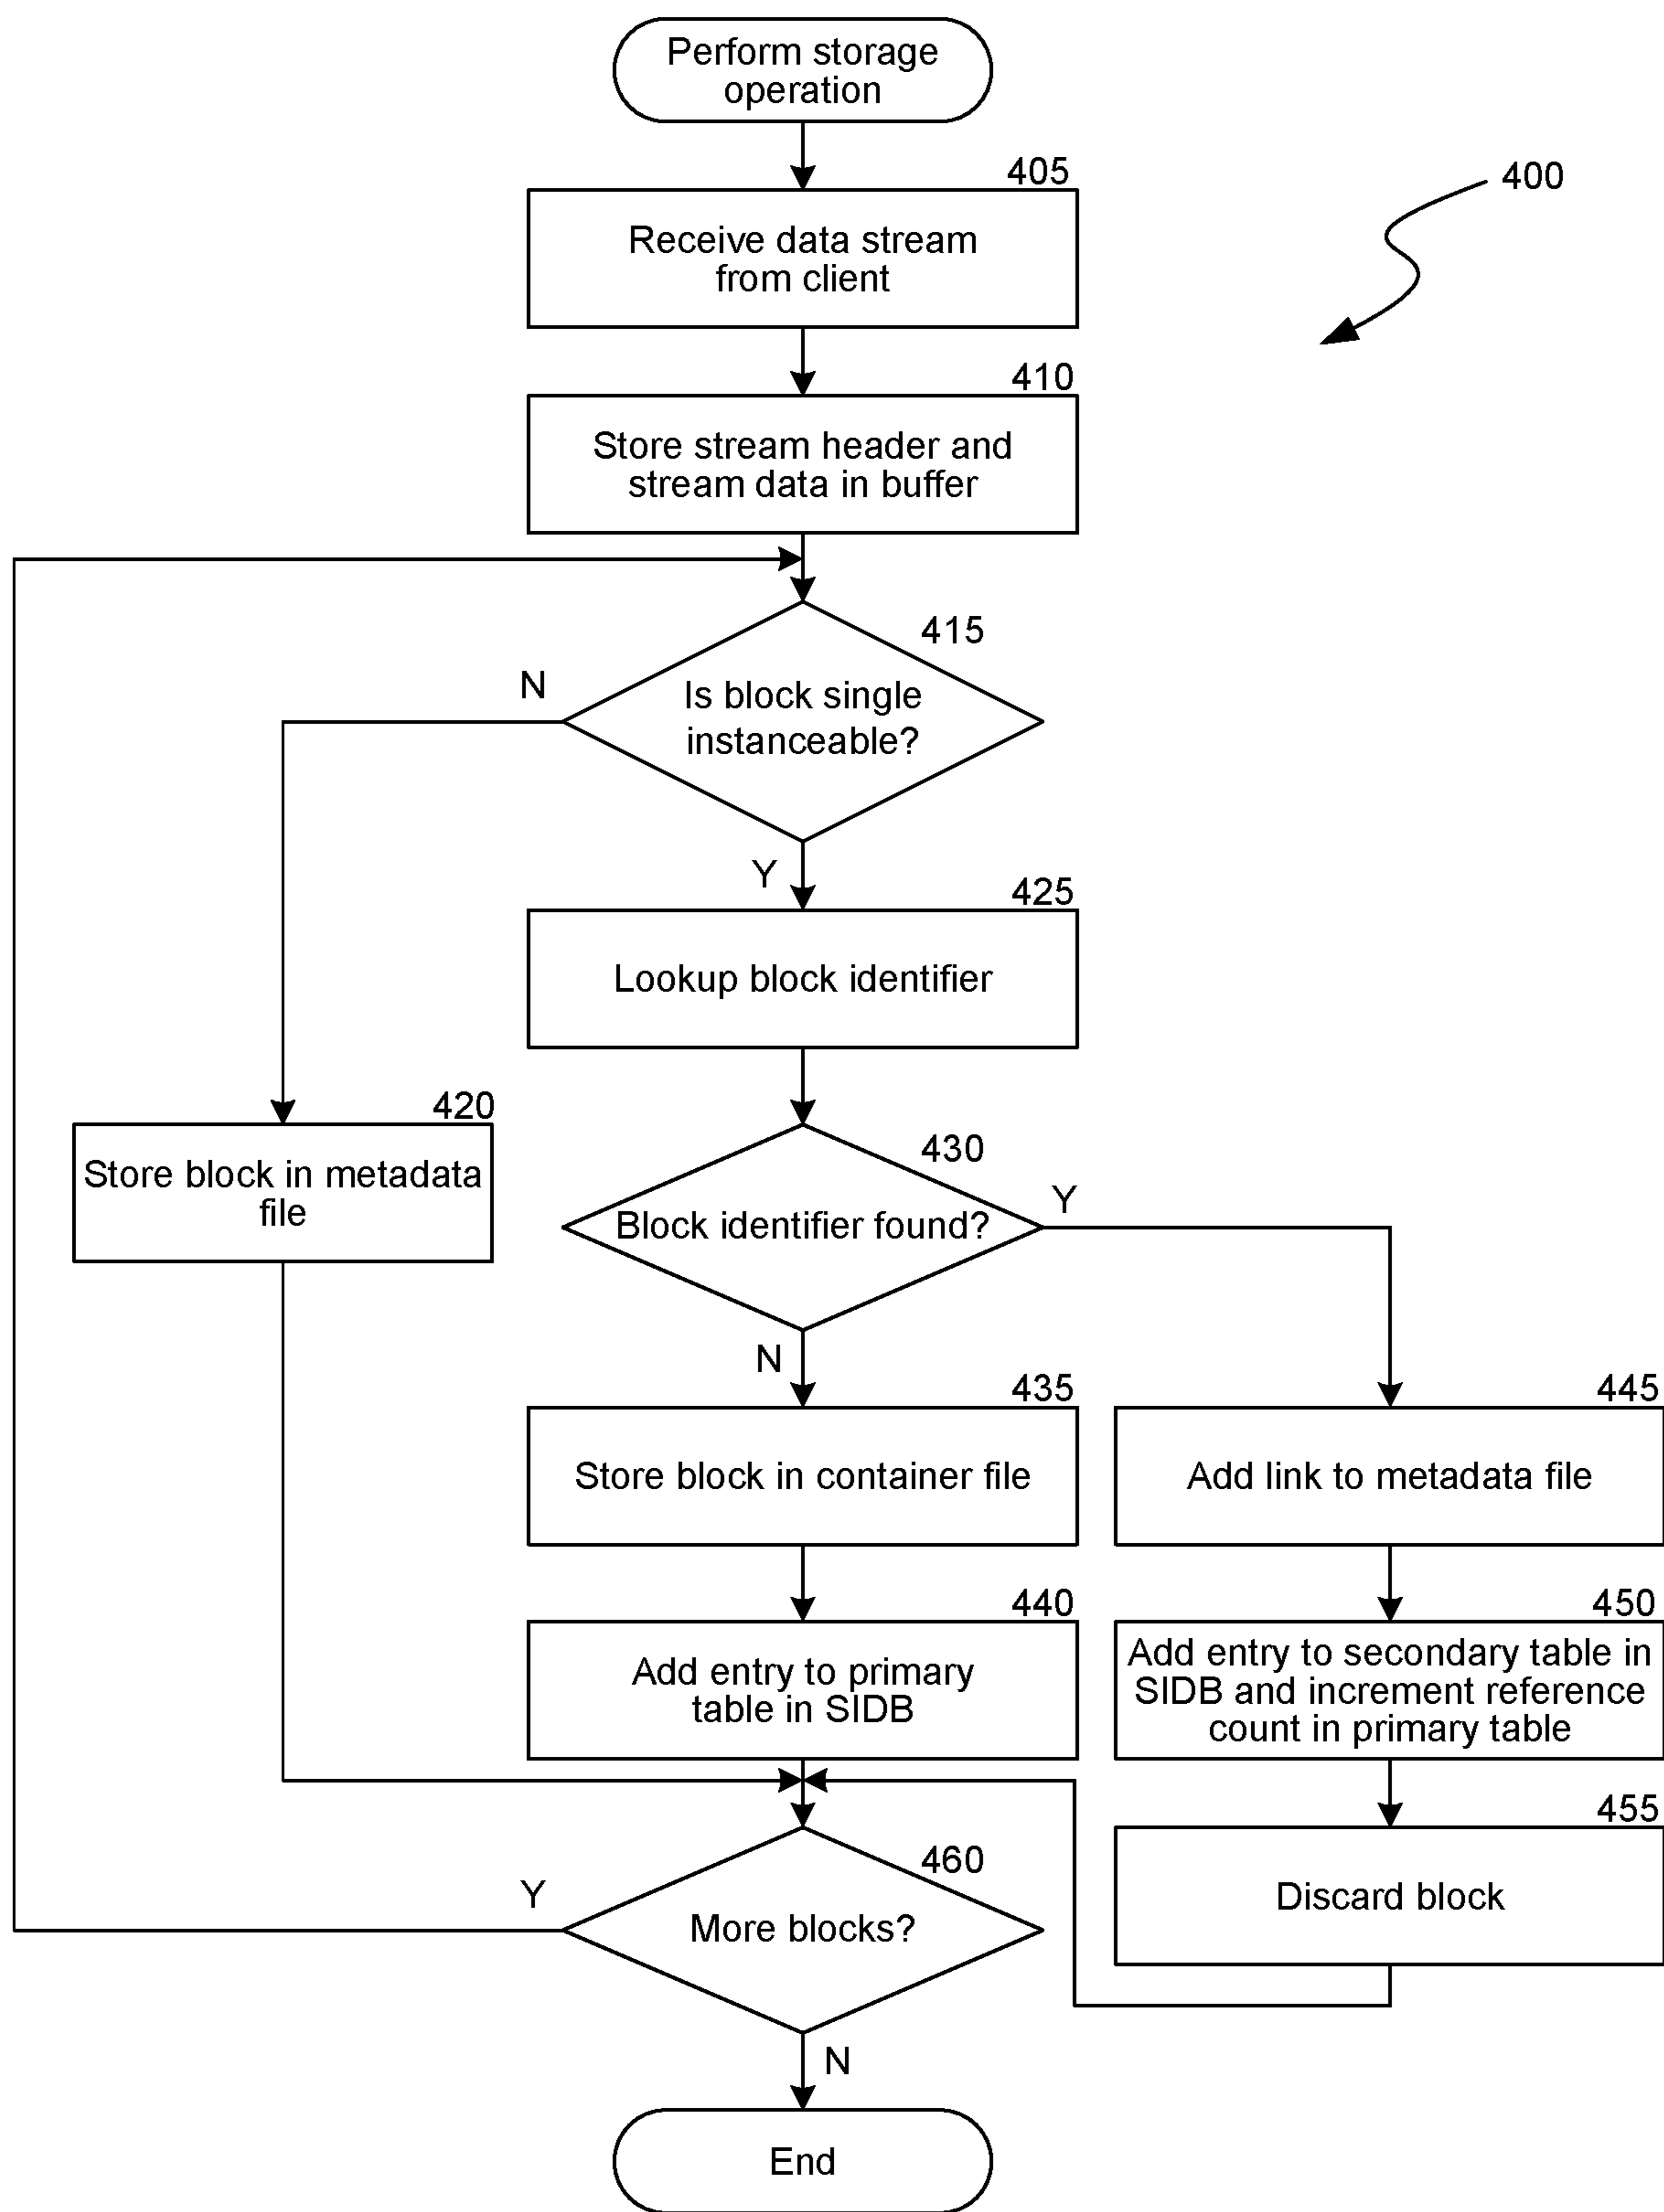 Perform storage
operation
405
400
Receive data stream
from client
410
Store stream header and
stream data in buffer
415
N
Is block single
instanceable?
Y
425
Lookup block identifier
420
Store block in metadata
file
430
Y
Block identifier found?
N
435
445
Store block in container file
Add link to metadata file
440
450
Add entry to primary
table in SIDB
Add entry to secondary table in
SIDB and increment reference
count in primary table
455
460
Y
More blocks?
Discard block
N
End